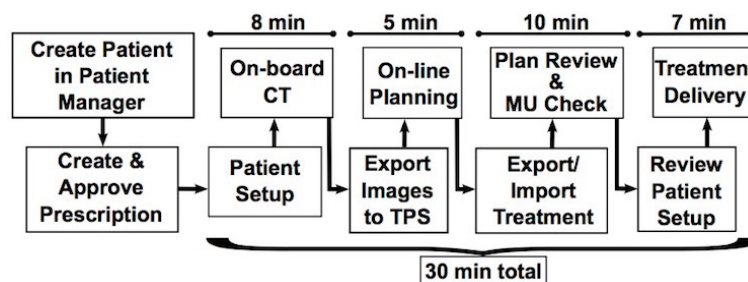 8 min
5 min
10 min
7 min
Create Patient
in Patient
Manager
On-board
CT
On-line
Planning
Plan Review
&
MU Check
Treatment
Delivery
Create &
Approve
Prescription
Patient
Setup
Export
Images
to TPS
Export/
Import
Treatment
Review
Patient
Setup
30 min total